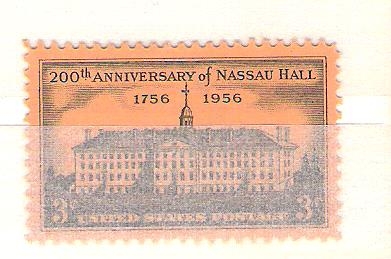 200th ANNIVERSARY of NASSAU HALL
1756 1956
3¢ 3¢
UNITED STATES POSTAGE